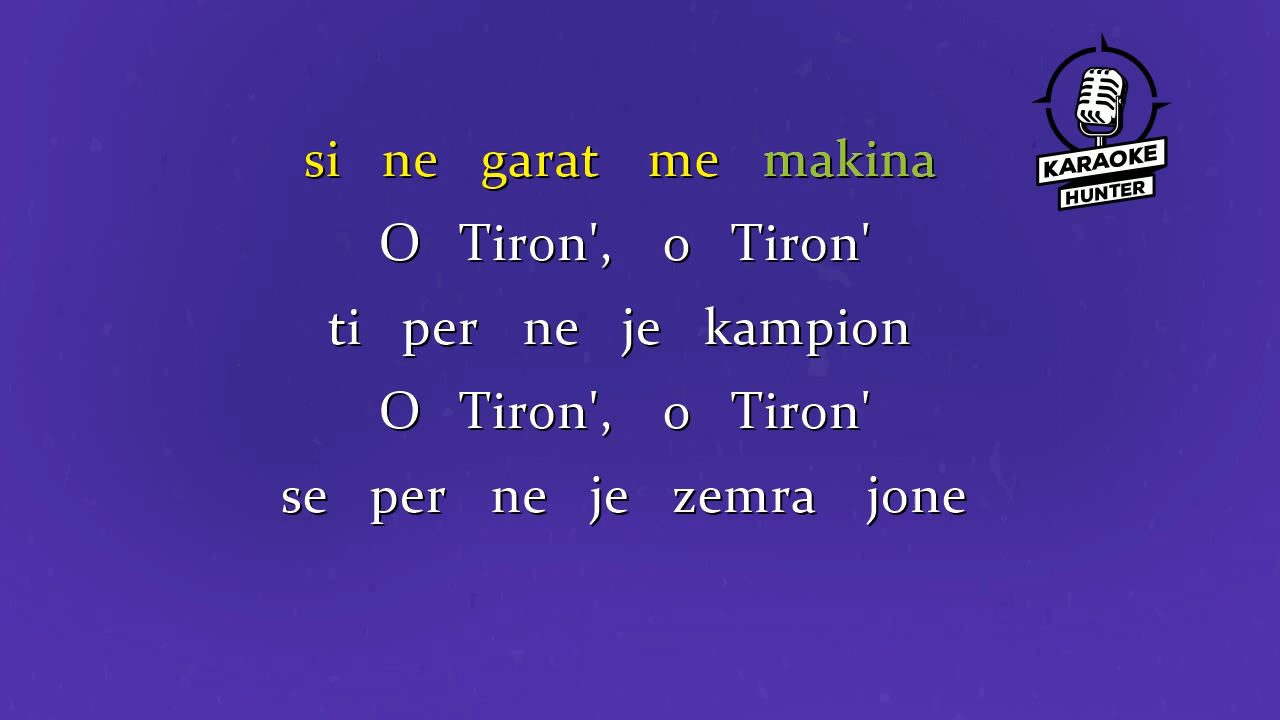 si ne garat me makina
O Tiron', o Tiron'
ti per ne je kampion
O Tiron', o Tiron'
se per ne je zemra jone
KARAOKE
HUNTER